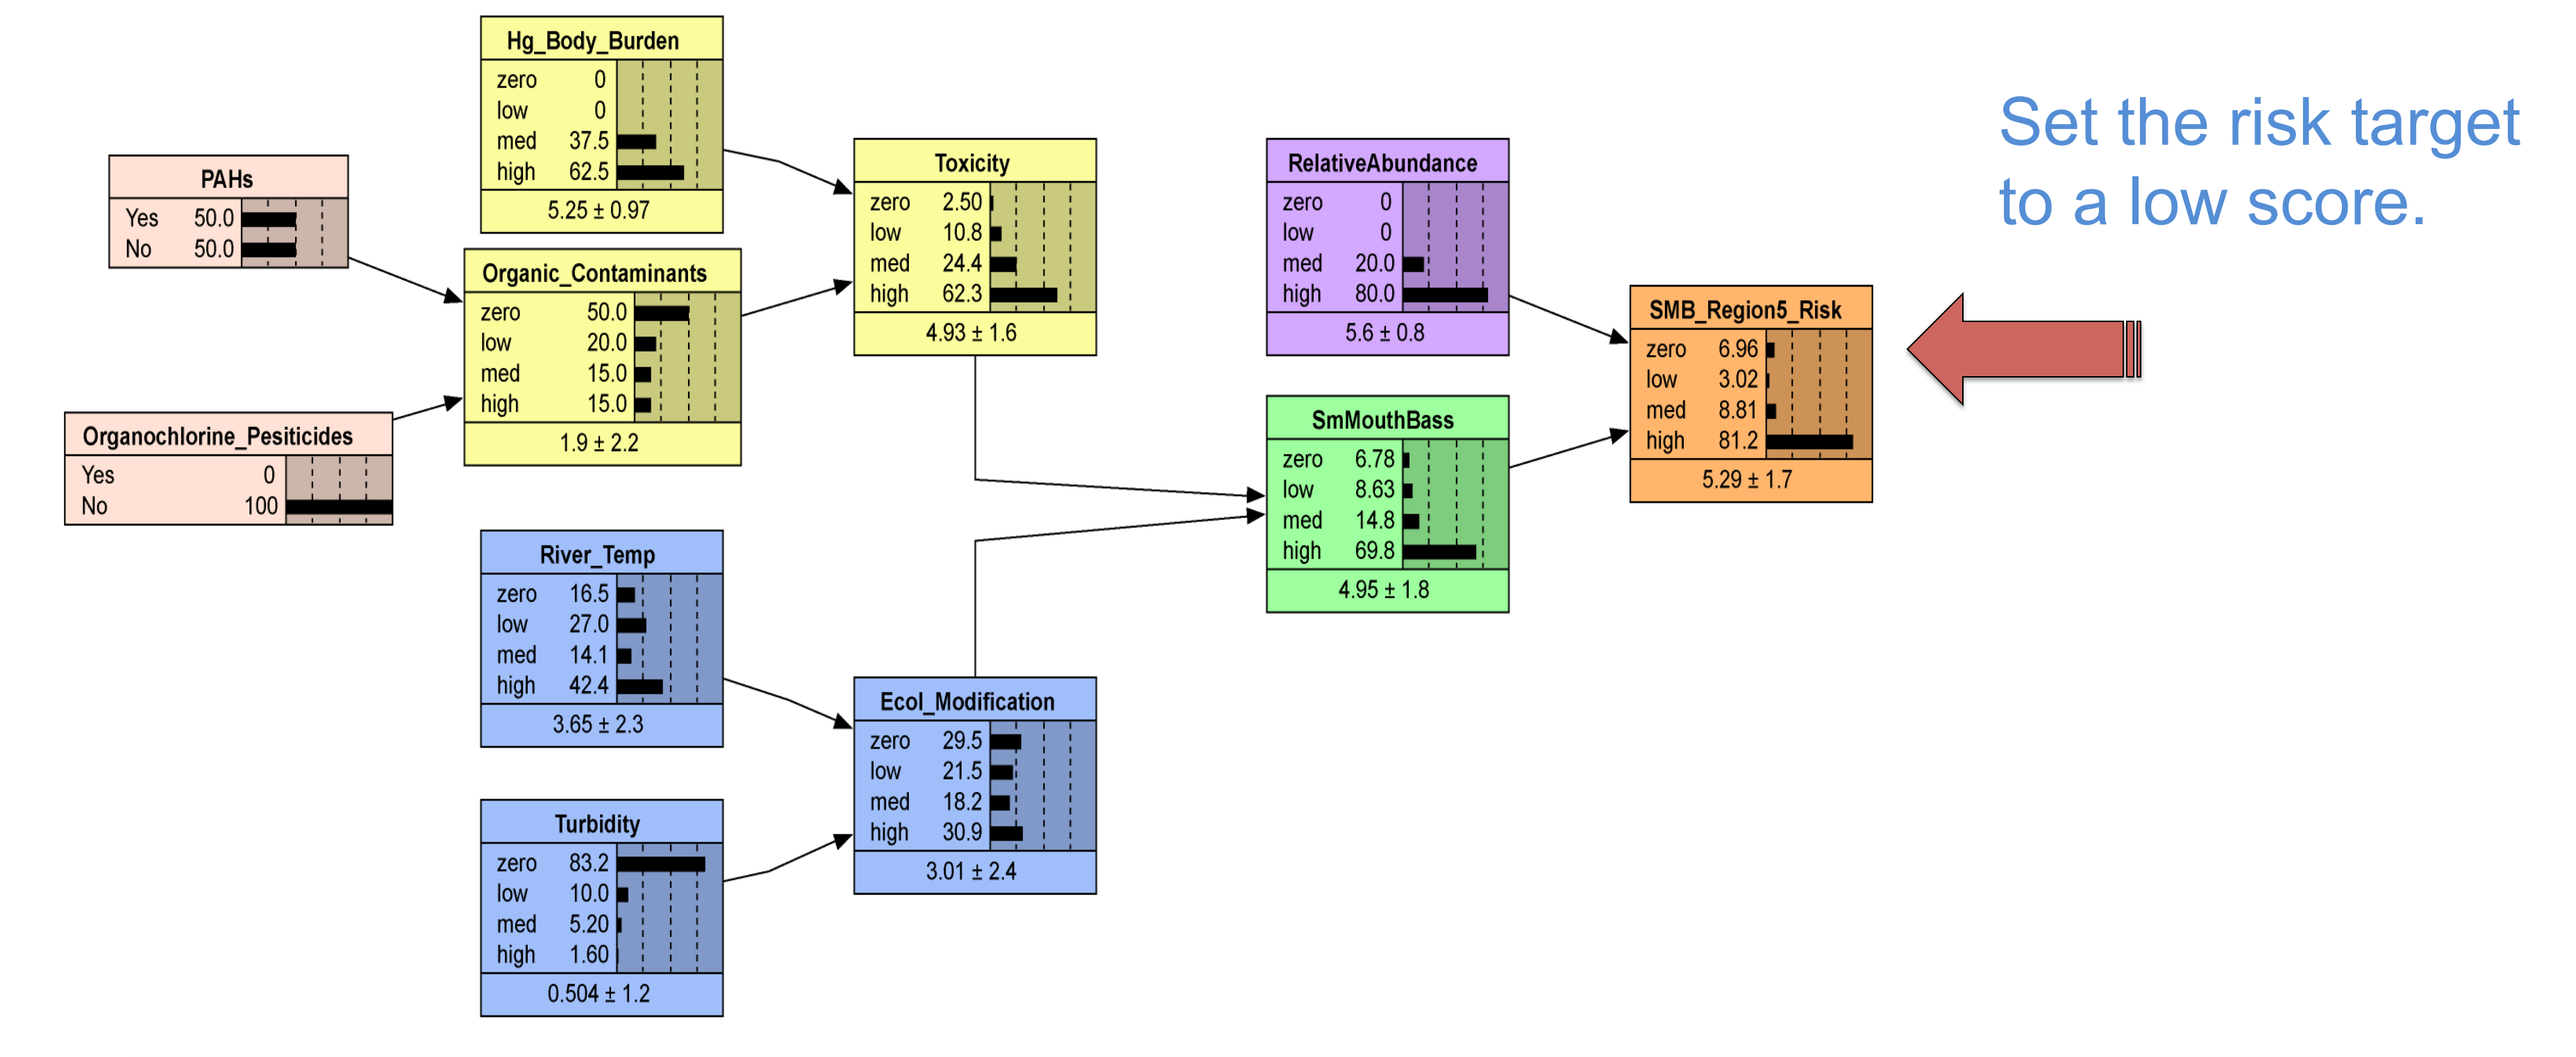 Hg_Body_Burden
zero 0
low 0
med 37.5
high 62.5
5.25 ± 0.97
PAHs
Yes 50.0
No 50.0
Organic_Contaminants
zero 50.0
low 20.0
med 15.0
high 15.0
1.9 ± 2.2
Organochlorine_Pesiticides
Yes 0
No 100
Toxicity
zero 2.50
low 10.8
med 24.4
high 62.3
4.93 ± 1.6
River_Temp
zero 16.5
low 27.0
med 14.1
high 42.4
3.65 ± 2.3
Turbidity
zero 83.2
low 10.0
med 5.20
high 1.60
0.504 ± 1.2
Ecol_Modification
zero 29.5
low 21.5
med 18.2
high 30.9
3.01 ± 2.4
RelativeAbundance
zero 0
low 0
med 20.0
high 80.0
5.6 ± 0.8
SmMouthBass
zero 6.78
low 8.63
med 14.8
high 69.8
4.95 ± 1.8
SMB_Region5_Risk
zero 6.96
low 3.02
med 8.81
high 81.2
5.29 ± 1.7
Set the risk target
to a low score.